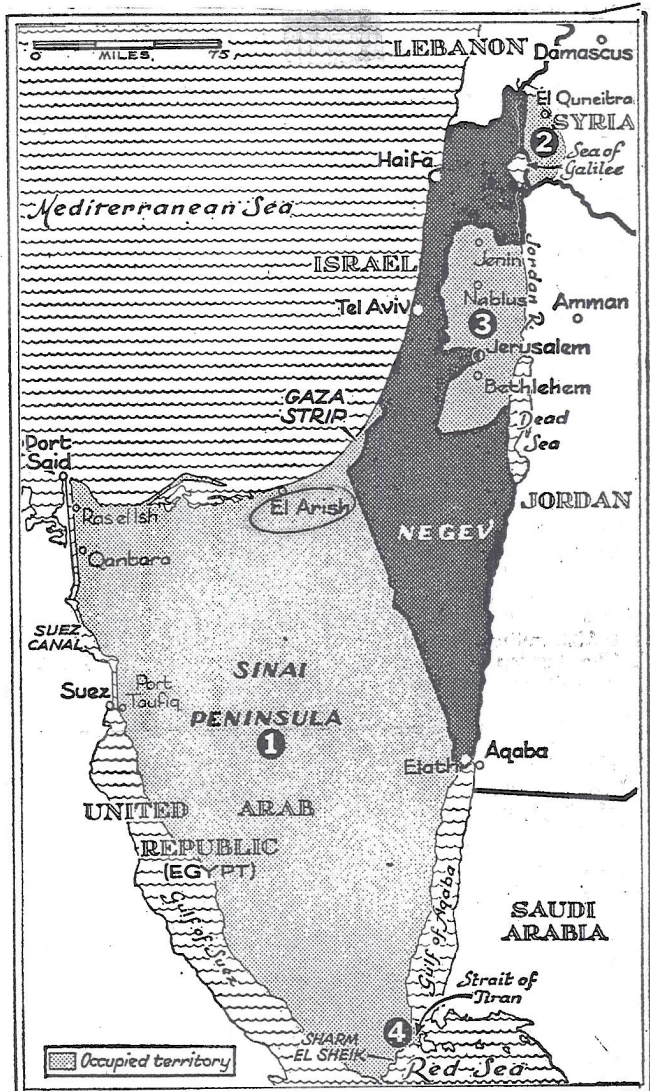 LEBANON
Damascus
0 MILES. 75
El Quneitra
SYRIA
2
Haifa
Sea of
Galilee
Mediterranean Sea
ISRAEL
Jenin
Jordan R.
Nablus
Tel Aviv
3
Amman
Jerusalem
Bethlehem
GAZA
STRIP
Dead
Sea
Port
Said
El Arish
JORDAN
Ras el Ish
NEGEV
Qantara
SUEZ
CANAL
SINAI
PENINSULA
1
Suez
Port
Taufiq
Elath
Aqaba
UNITED ARAB
REPUBLIC
(EGYPT)
Gulf of Suez
Gulf of Aqaba
SAUDI
ARABIA
Strait of
Tiran
4
SHARM
EL SHEIK
Red Sea
Occupied territory